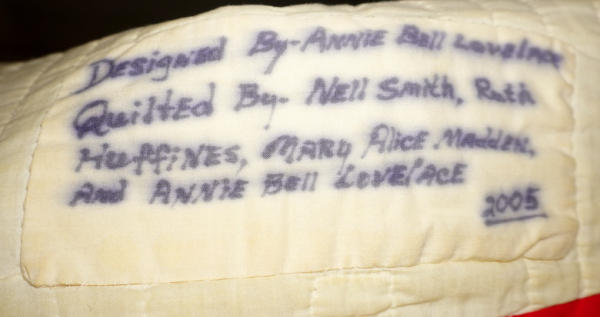 Designed By-ANNIE Bell Lovelace
Quilted By- Nell Smith, Ruth
HuffiNES, MARy Alice Madden,
AND ANNIE Bell LovElACE
2005